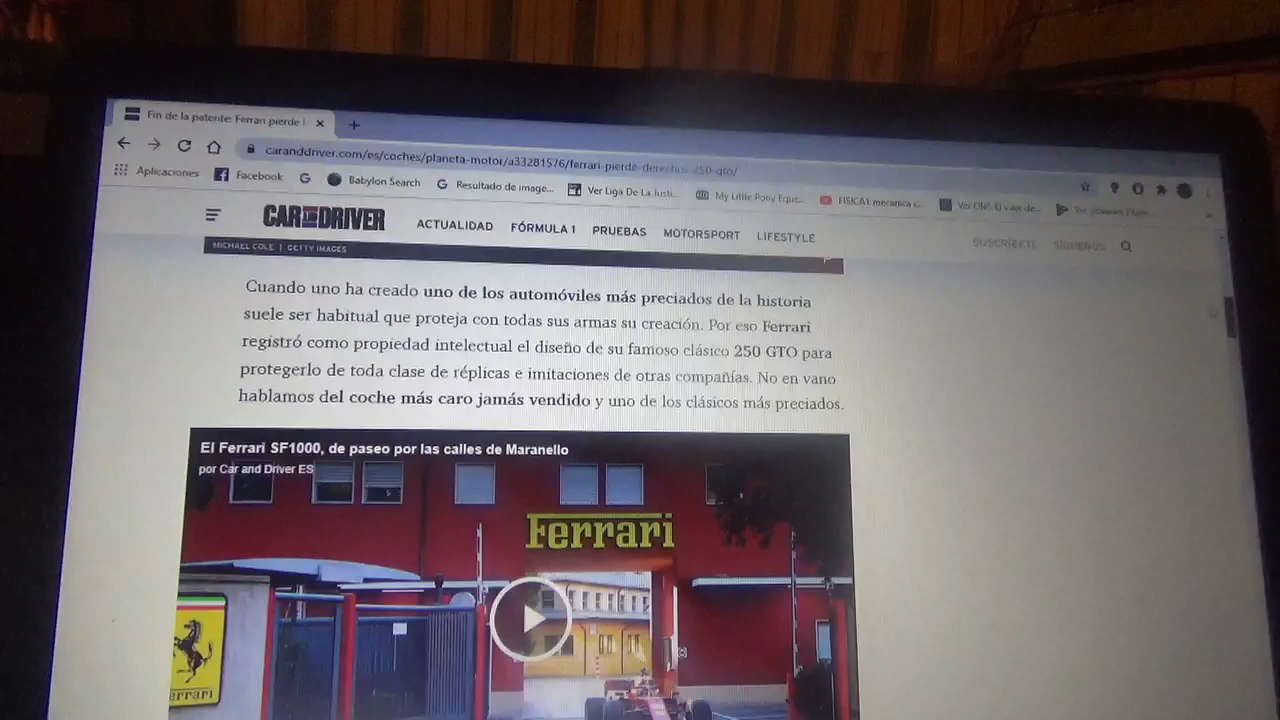 Fin de la patente: Ferrari pierde l
caranddriver.com/es/coches/planeta-motor/a33281576/ferrari-pierde-derechos-250-gto/
Aplicaciones Facebook Babylon Search Resultado de image... Ver Liga De La Justi... My Little Pony Eque... FISICA1 mecanica c...
CAR AND DRIVER ACTUALIDAD FÓRMULA 1 PRUEBAS MOTORSPORT LIFESTYLE SUSCRÍBETE SÍGUENOS
MICHAEL COLE | GETTY IMAGES
Cuando uno ha creado uno de los automóviles más preciados de la historia
suele ser habitual que proteja con todas sus armas su creación. Por eso Ferrari
registró como propiedad intelectual el diseño de su famoso clásico 250 GTO para
protegerlo de toda clase de réplicas e imitaciones de otras compañías. No en vano
hablamos del coche más caro jamás vendido y uno de los clásicos más preciados.
El Ferrari SF1000, de paseo por las calles de Maranello
por Car and Driver ES
Ferrari
Ferrari